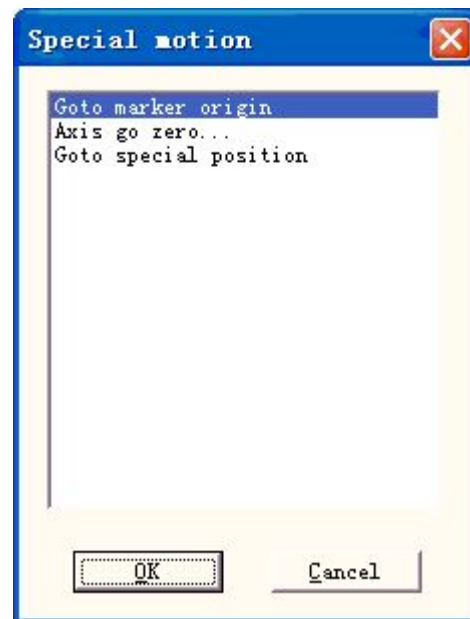 Special motion
Goto marker origin
Axis go zero...
Goto special position
OK
Cancel